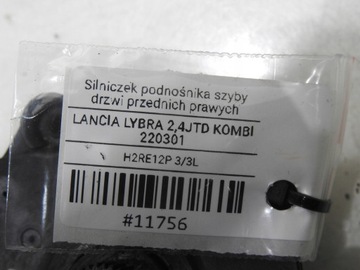 Silniczek podnośnika szyby
drzwi przednich prawych
LANCIA LYBRA 2,4JTD KOMBI
220301
H2RE12P 3/3L
#11756